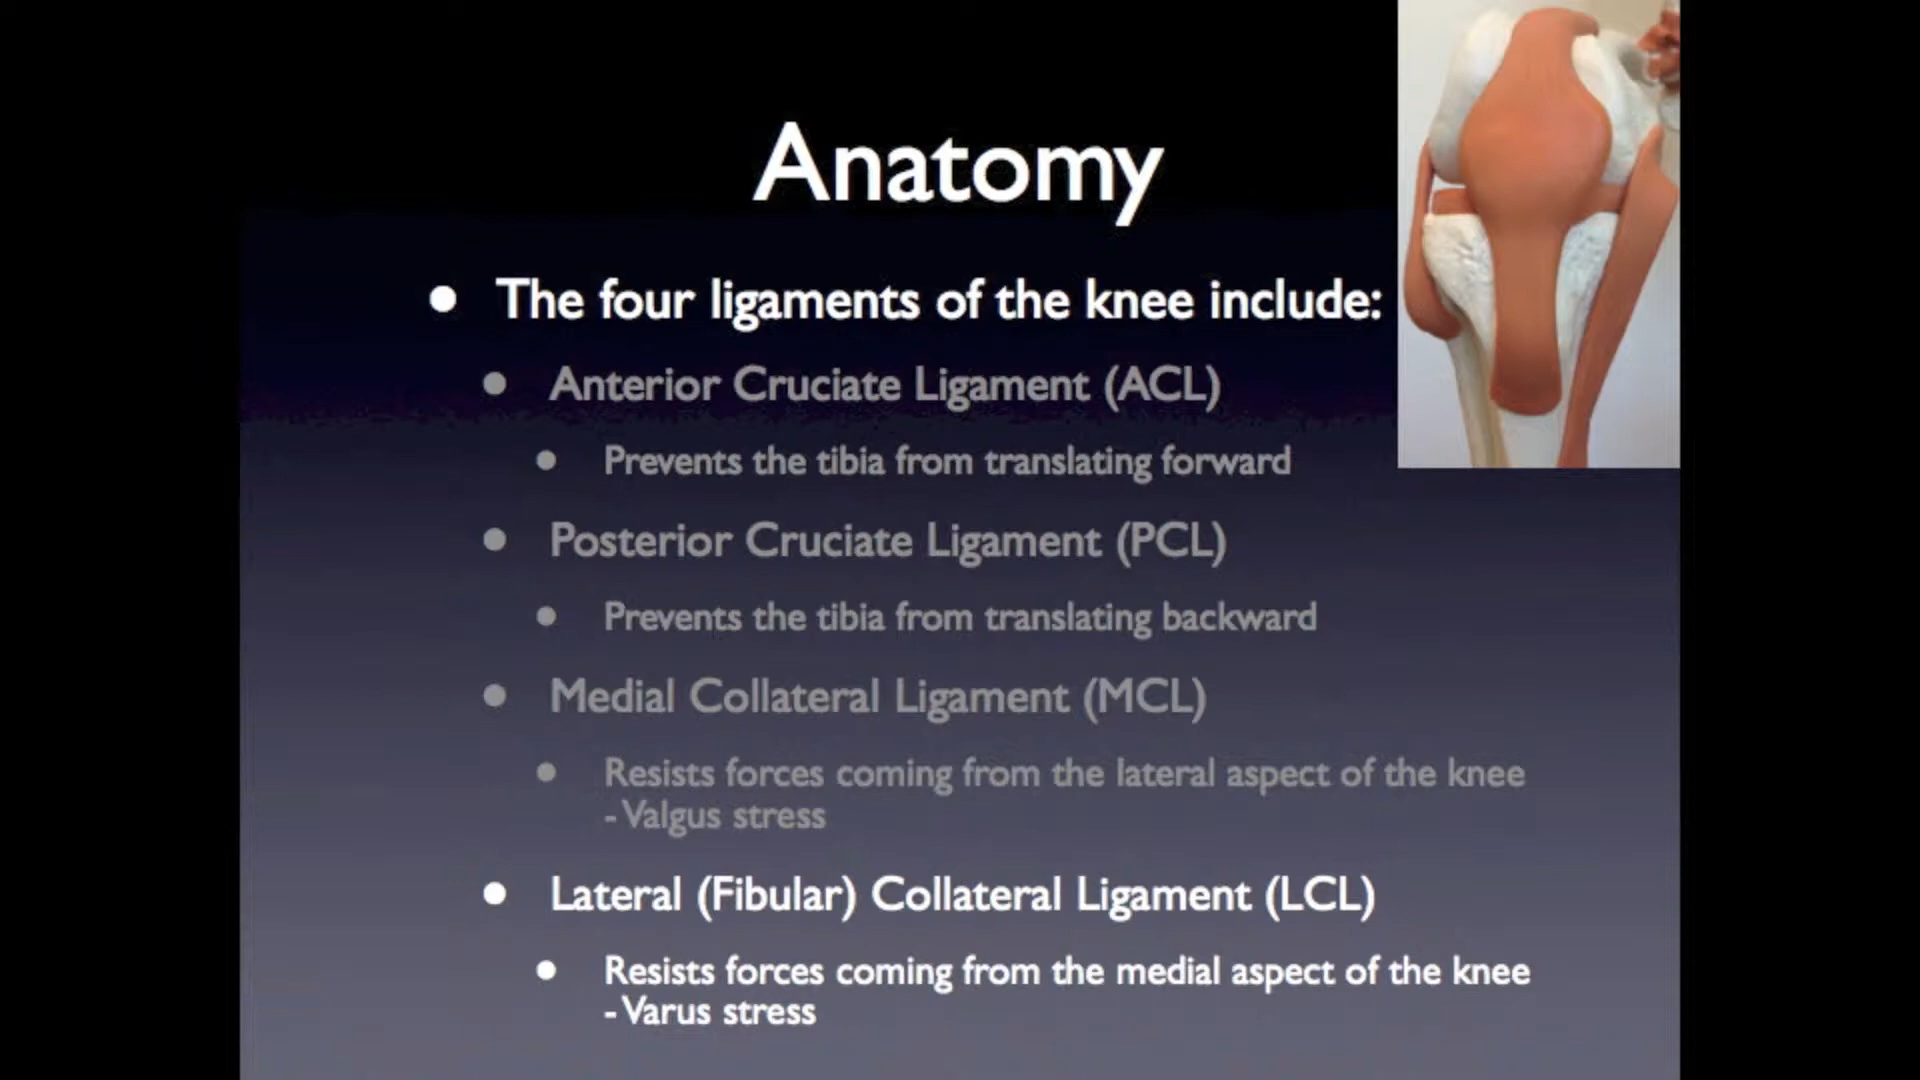 Anatomy
• The four ligaments of the knee include:
• Anterior Cruciate Ligament (ACL)
• Prevents the tibia from translating forward
• Posterior Cruciate Ligament (PCL)
• Prevents the tibia from translating backward
• Medial Collateral Ligament (MCL)
• Resists forces coming from the lateral aspect of the knee
- Valgus stress
• Lateral (Fibular) Collateral Ligament (LCL)
• Resists forces coming from the medial aspect of the knee
- Varus stress